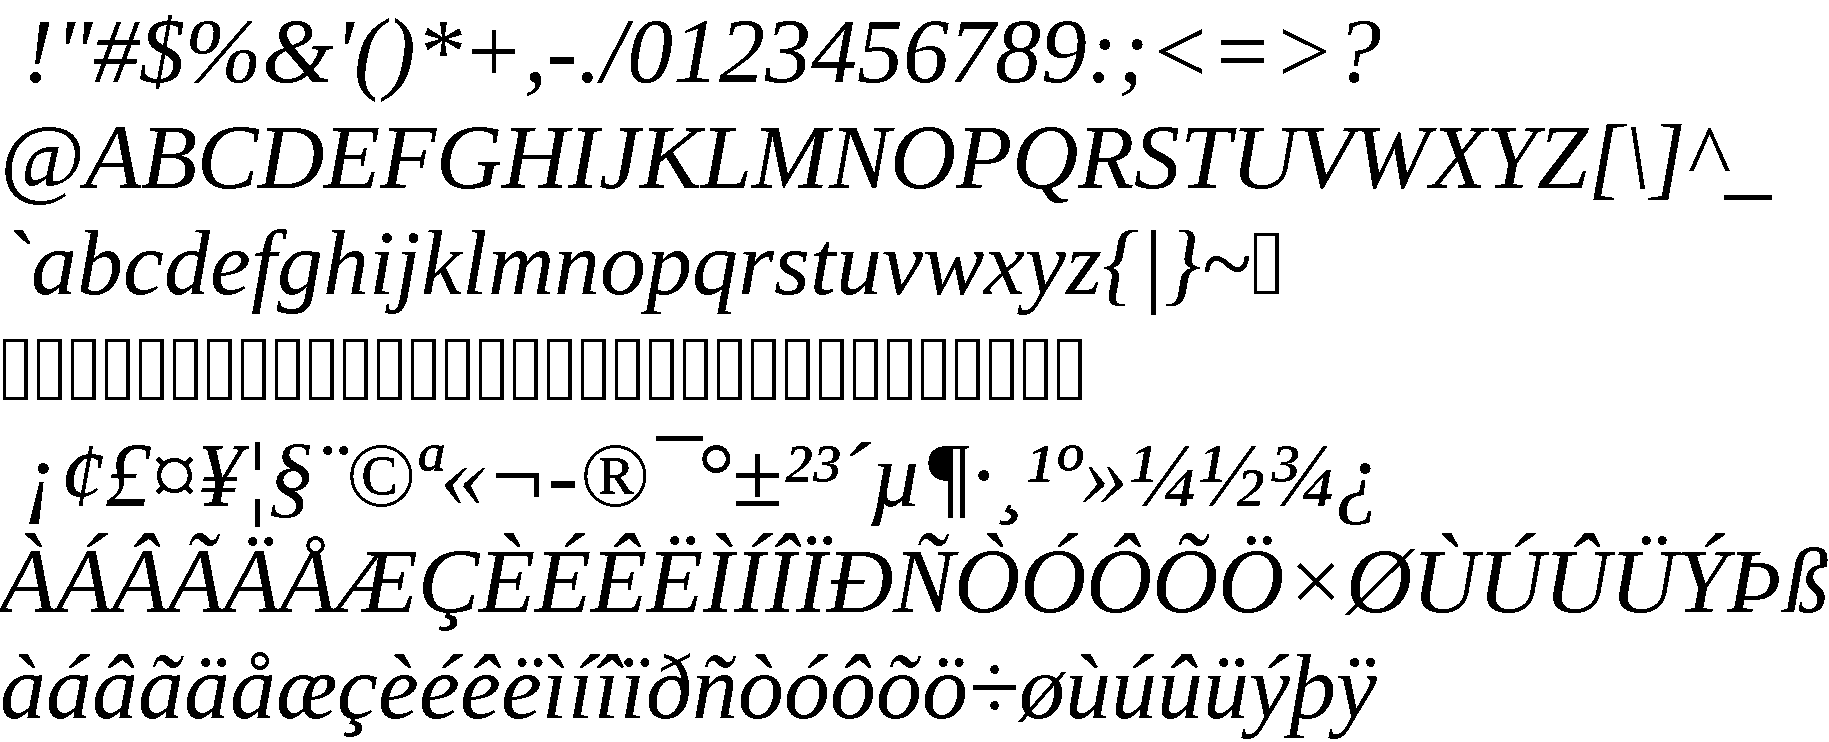 !"#$%&'()*+,-./0123456789:;<=>?
@ABCDEFGHIJKLMNOPQRSTUVWXYZ[\]^_
`abcdefghijklmnopqrstuvwxyz{|}~▯
▯▯▯▯▯▯▯▯▯▯▯▯▯▯▯▯▯▯▯▯▯▯▯▯▯▯▯▯▯▯▯▯
¡¢£¤¥¦§¨©ª«¬-®¯°±²³´µ¶·¸¹º»¼½¾¿
ÀÁÂÃÄÅÆÇÈÉÊËÌÍÎÏÐÑÒÓÔÕÖ×ØÙÚÛÜÝÞß
àáâãäåæçèéêëìíîïðñòóôõö÷øùúûüýþÿ